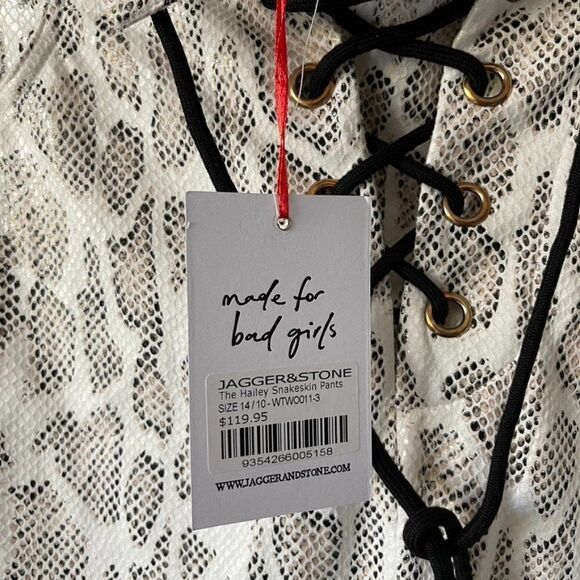 made for
bad girls
JAGGER&STONE
The Hailey Snakeskin Pants
SIZE 14 / 10 - WTWO011-3
$119.95
9354266005158
WWW.JAGGERANDSTONE.COM